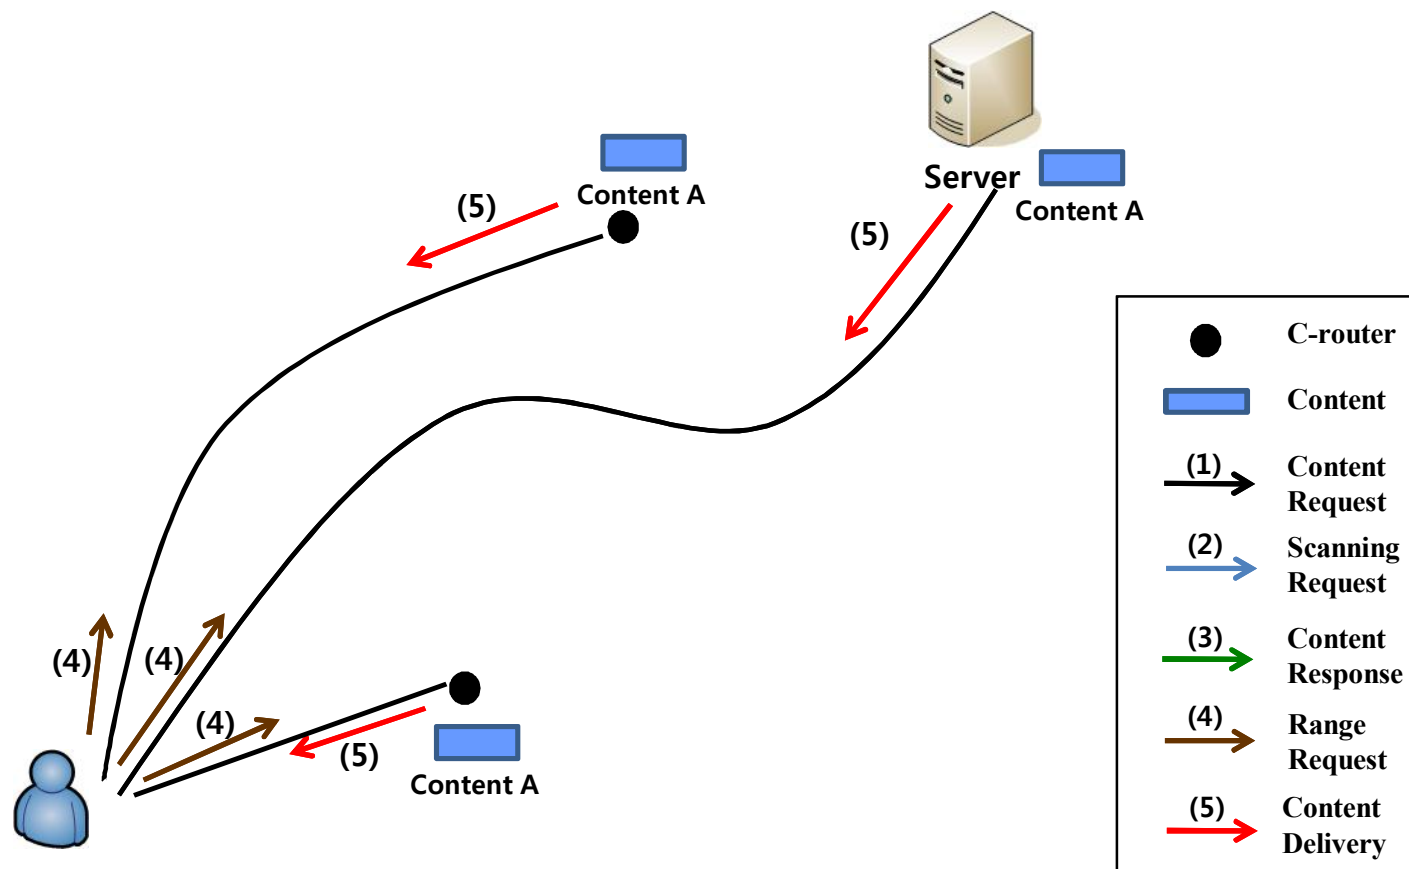 Content A
(5)
Server
Content A
(5)
(4)
(4)
(4)
(5)
Content A
C-router
Content
(1)
Content
Request
(2)
Scanning
Request
(3)
Content
Response
(4)
Range
Request
(5)
Content
Delivery